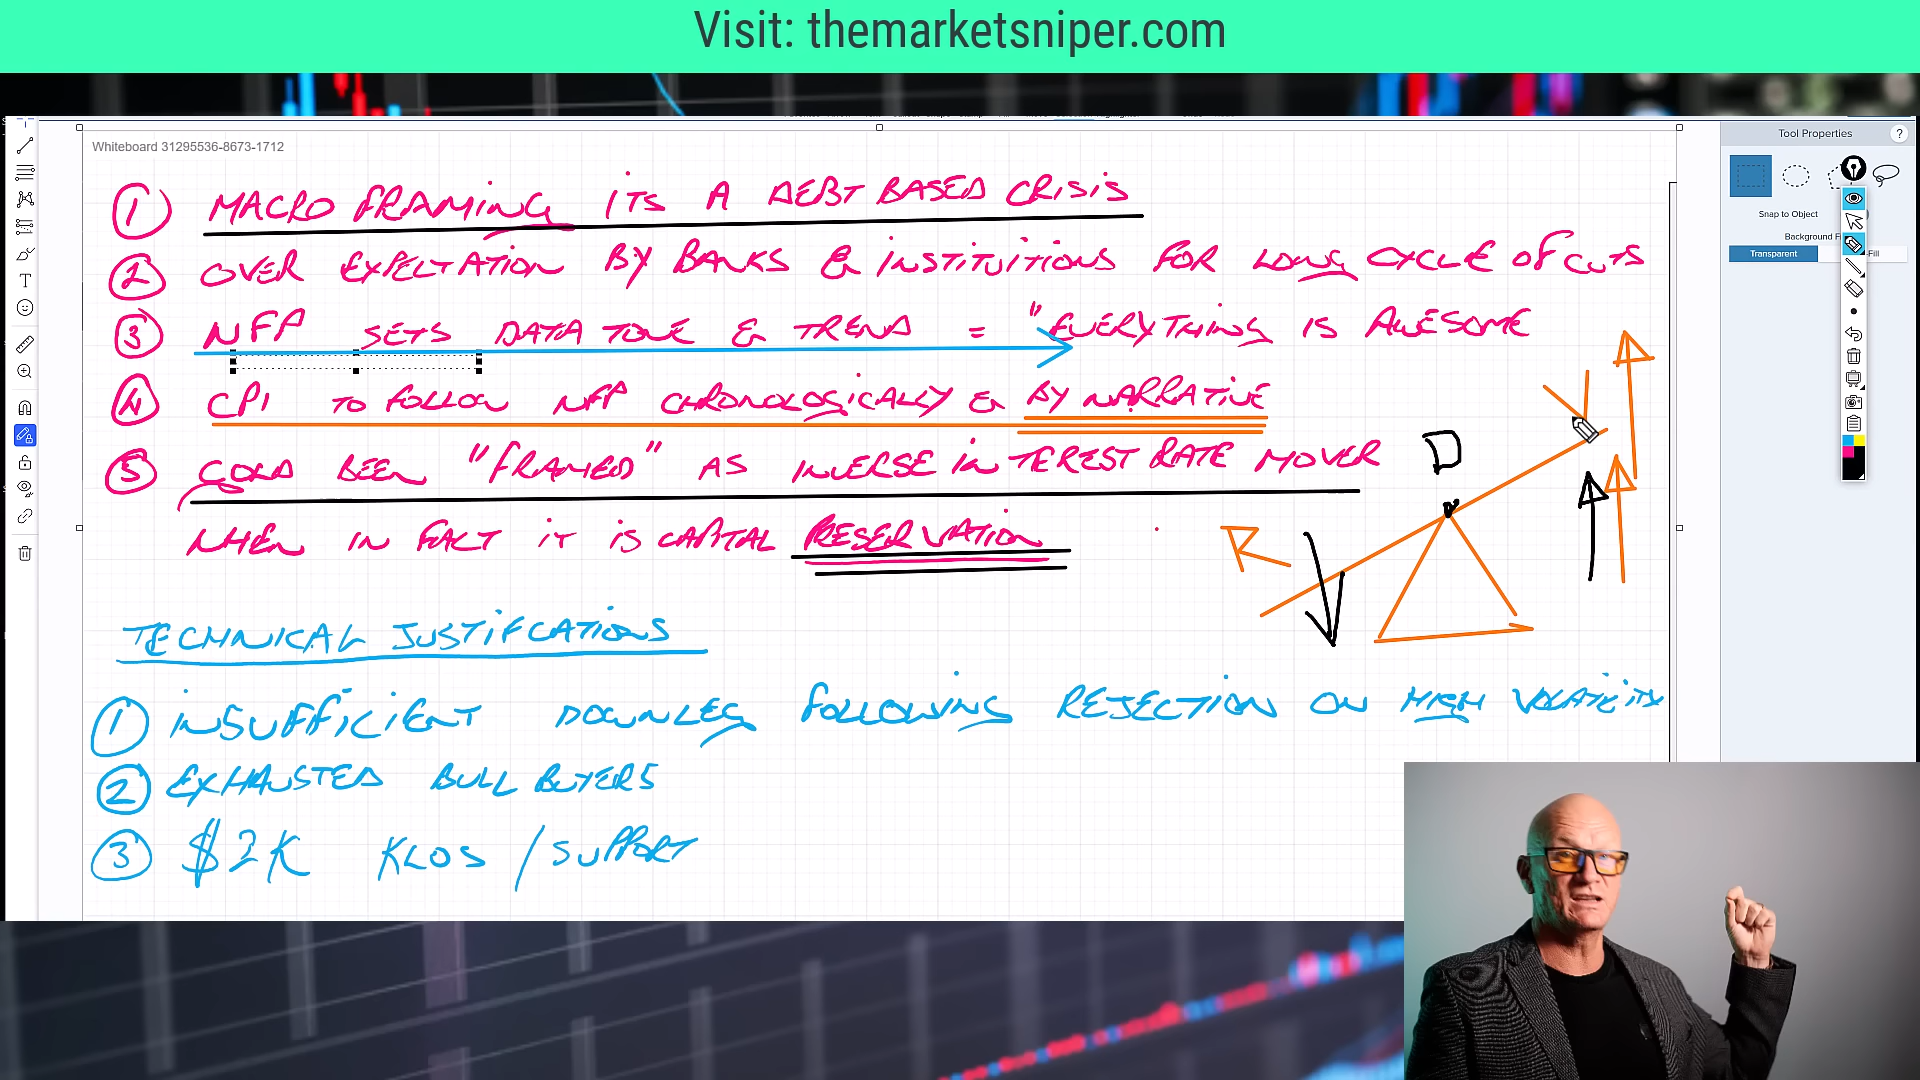 Visit: themarketsniper.com
Whiteboard 31295536-8673-1712
Tool Properties
?
Snap to Object
Transparent
Fill
① MACRO FRAMING ITS A DEBT BASED CRISIS
② OVER EXPECTATION BY BANKS & INSTITUITIONS FOR LONG CYCLE OF CUTS
③ NFP SETS DATA TONE & TREND = "EVERYTHING IS AWESOME
④ CPI TO FOLLOW NFP CHRONOLOGICALLY & BY NARRATIVE
⑤ GOLD BEEN "FRAMED" AS INVERSE INTEREST RATE MOVER
WHEN IN FACT IT IS CAPITAL PRESERVATION
D
R
TECHNICAL JUSTIFCATIONS
① INSUFFICIENT DOWNLEG FOLLOWING REJECTION ON HIGH VOLATILITY
② EXHAUSTED BULL BUYERS
③ $2K KLOS / SUPPORT